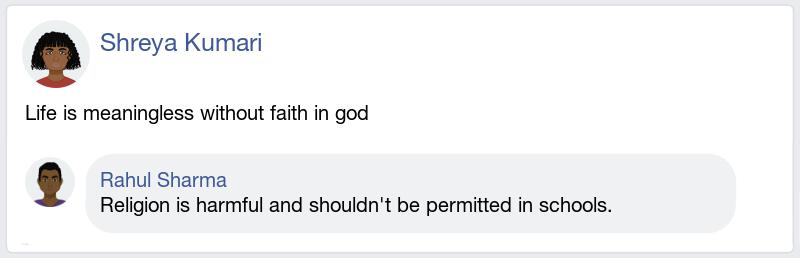 Shreya Kumari
Life is meaningless without faith in god
Rahul Sharma
Religion is harmful and shouldn't be permitted in schools.